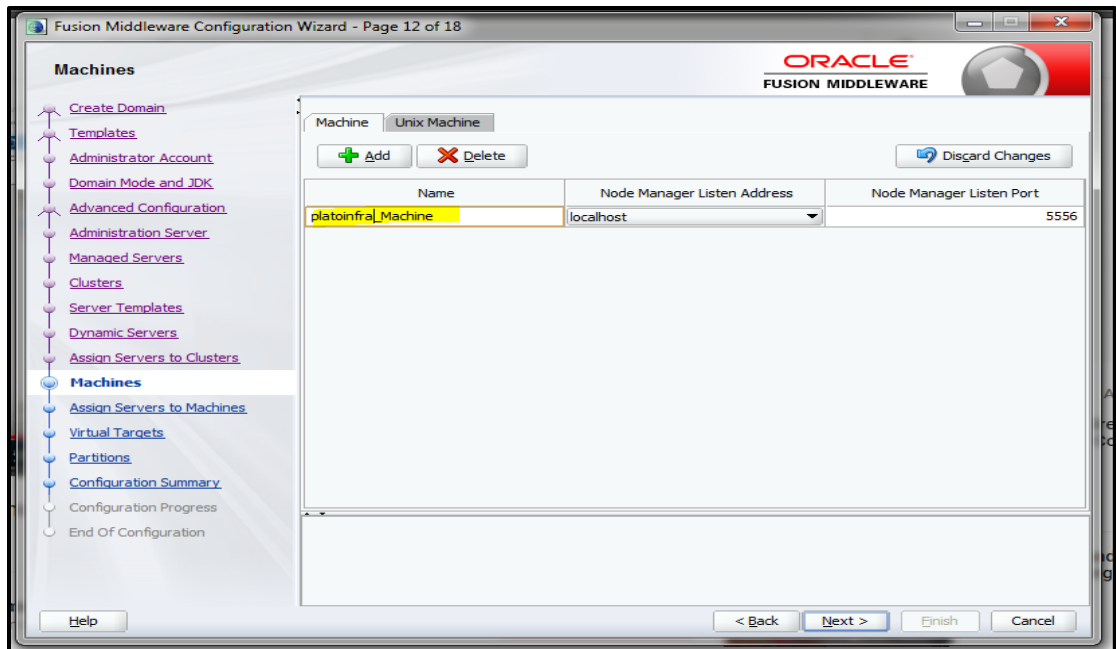 Fusion Middleware Configuration Wizard - Page 12 of 18
Machines
ORACLE
FUSION MIDDLEWARE
Create Domain
Templates
Administrator Account
Domain Mode and JDK
Advanced Configuration
Administration Server
Managed Servers
Clusters
Server Templates
Dynamic Servers
Assign Servers to Clusters
Machines
Assign Servers to Machines
Virtual Targets
Partitions
Configuration Summary
Configuration Progress
End Of Configuration
Machine Unix Machine
Add Delete Discard Changes
Name Node Manager Listen Address Node Manager Listen Port
platoinfra_Machine localhost 5556
Help < Back Next > Finish Cancel